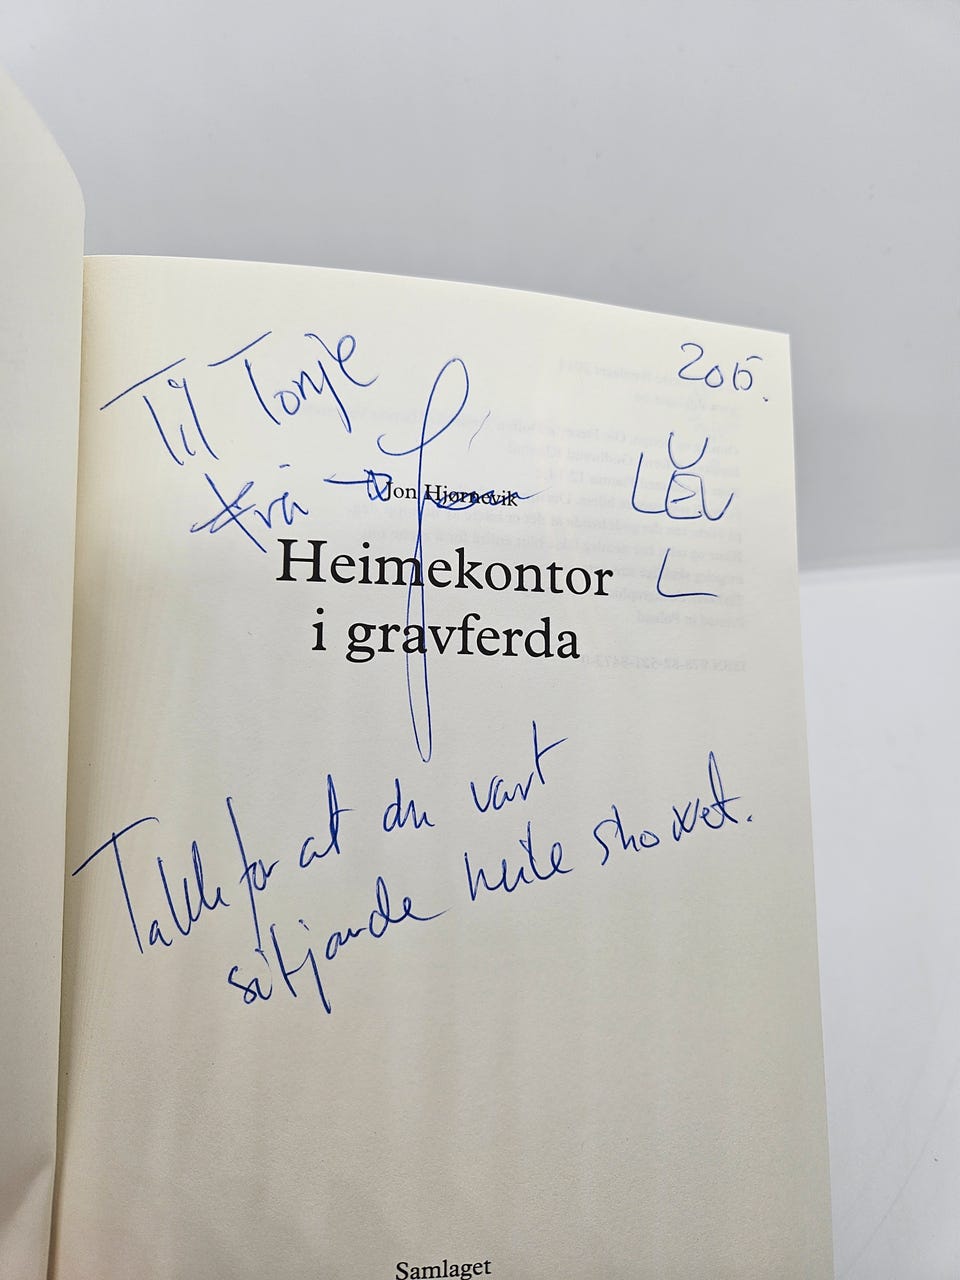 2015.
Til Tonje
frå
Jon Hjørnevik
Heimekontor
i gravferda
Takk for at du vart
sitjande heile showet.
Samlaget